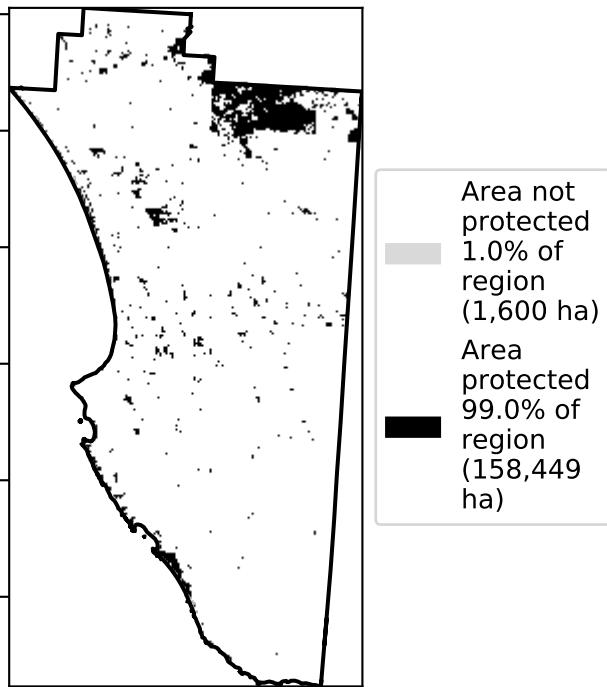 Area not
protected
1.0% of
region
(1,600 ha)
Area
protected
99.0% of
region
(158,449
ha)